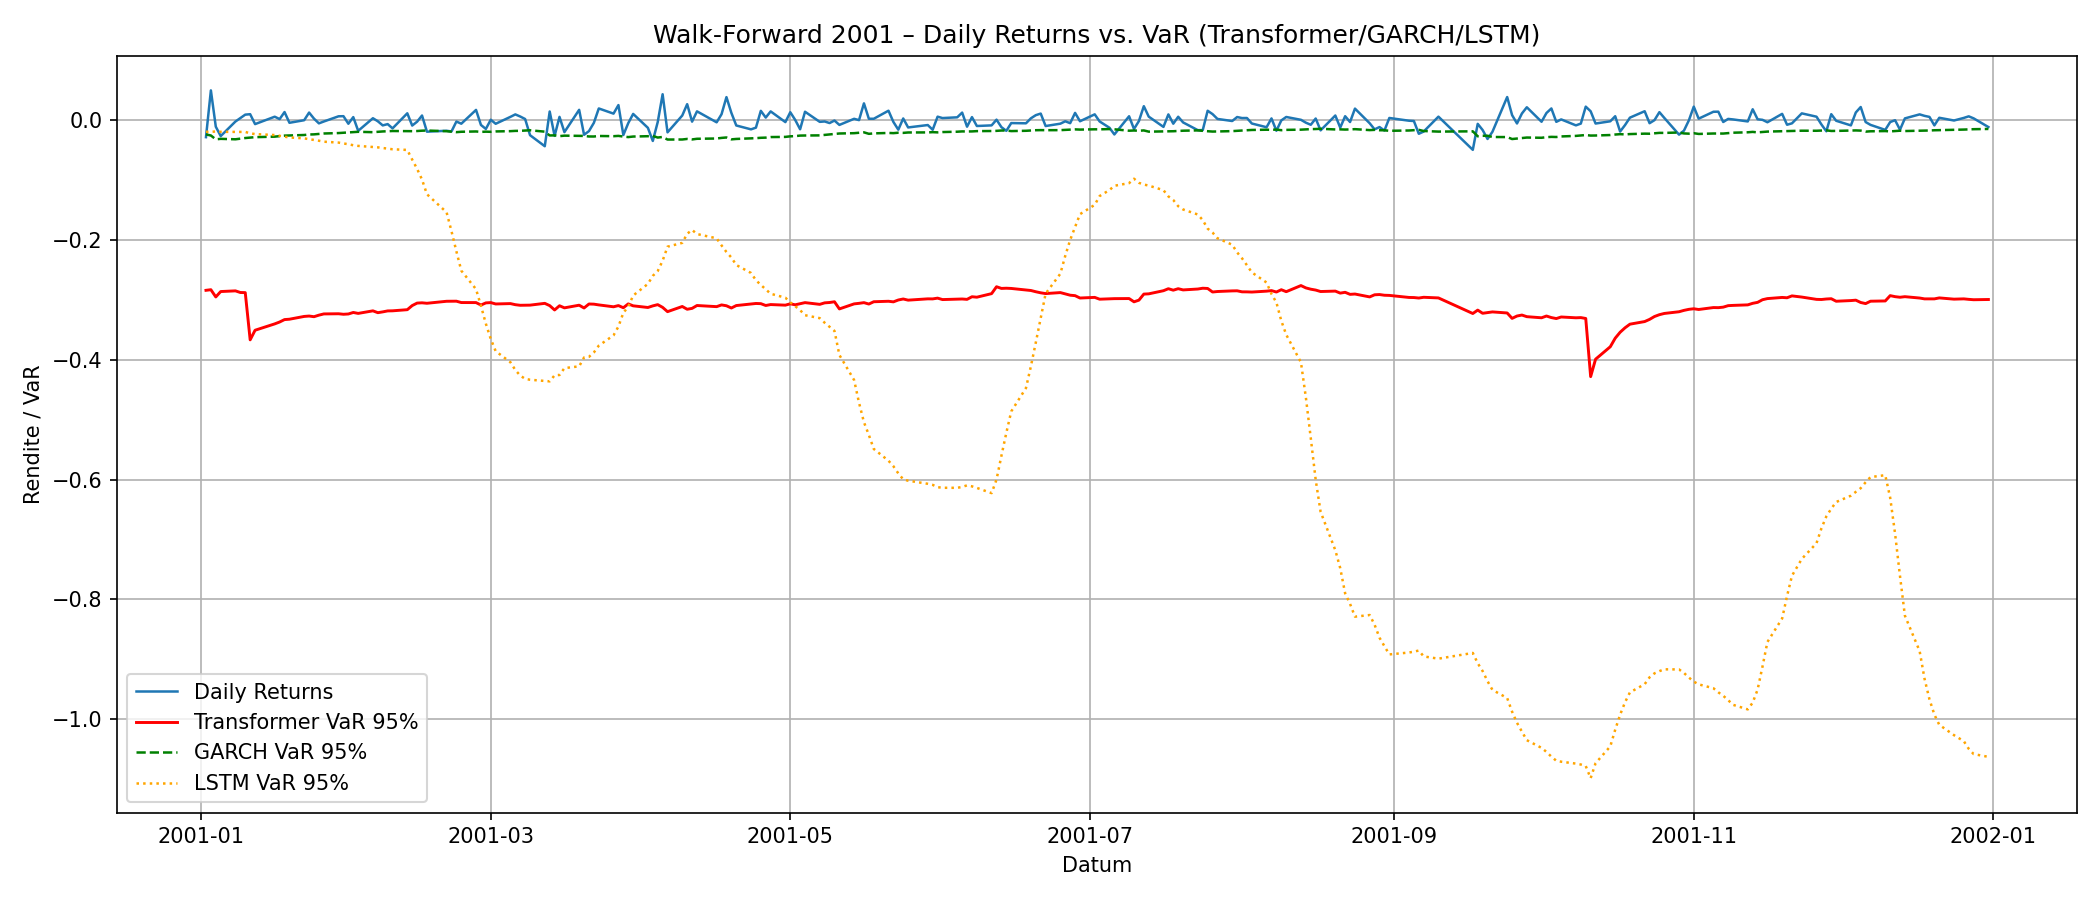 Walk-Forward 2001 – Daily Returns vs. VaR (Transformer/GARCH/LSTM)
Rendite / VaR
0.0
−0.2
−0.4
−0.6
−0.8
−1.0
Daily Returns
Transformer VaR 95%
GARCH VaR 95%
LSTM VaR 95%
2001-01 2001-03 2001-05 2001-07 2001-09 2001-11 2002-01
Datum